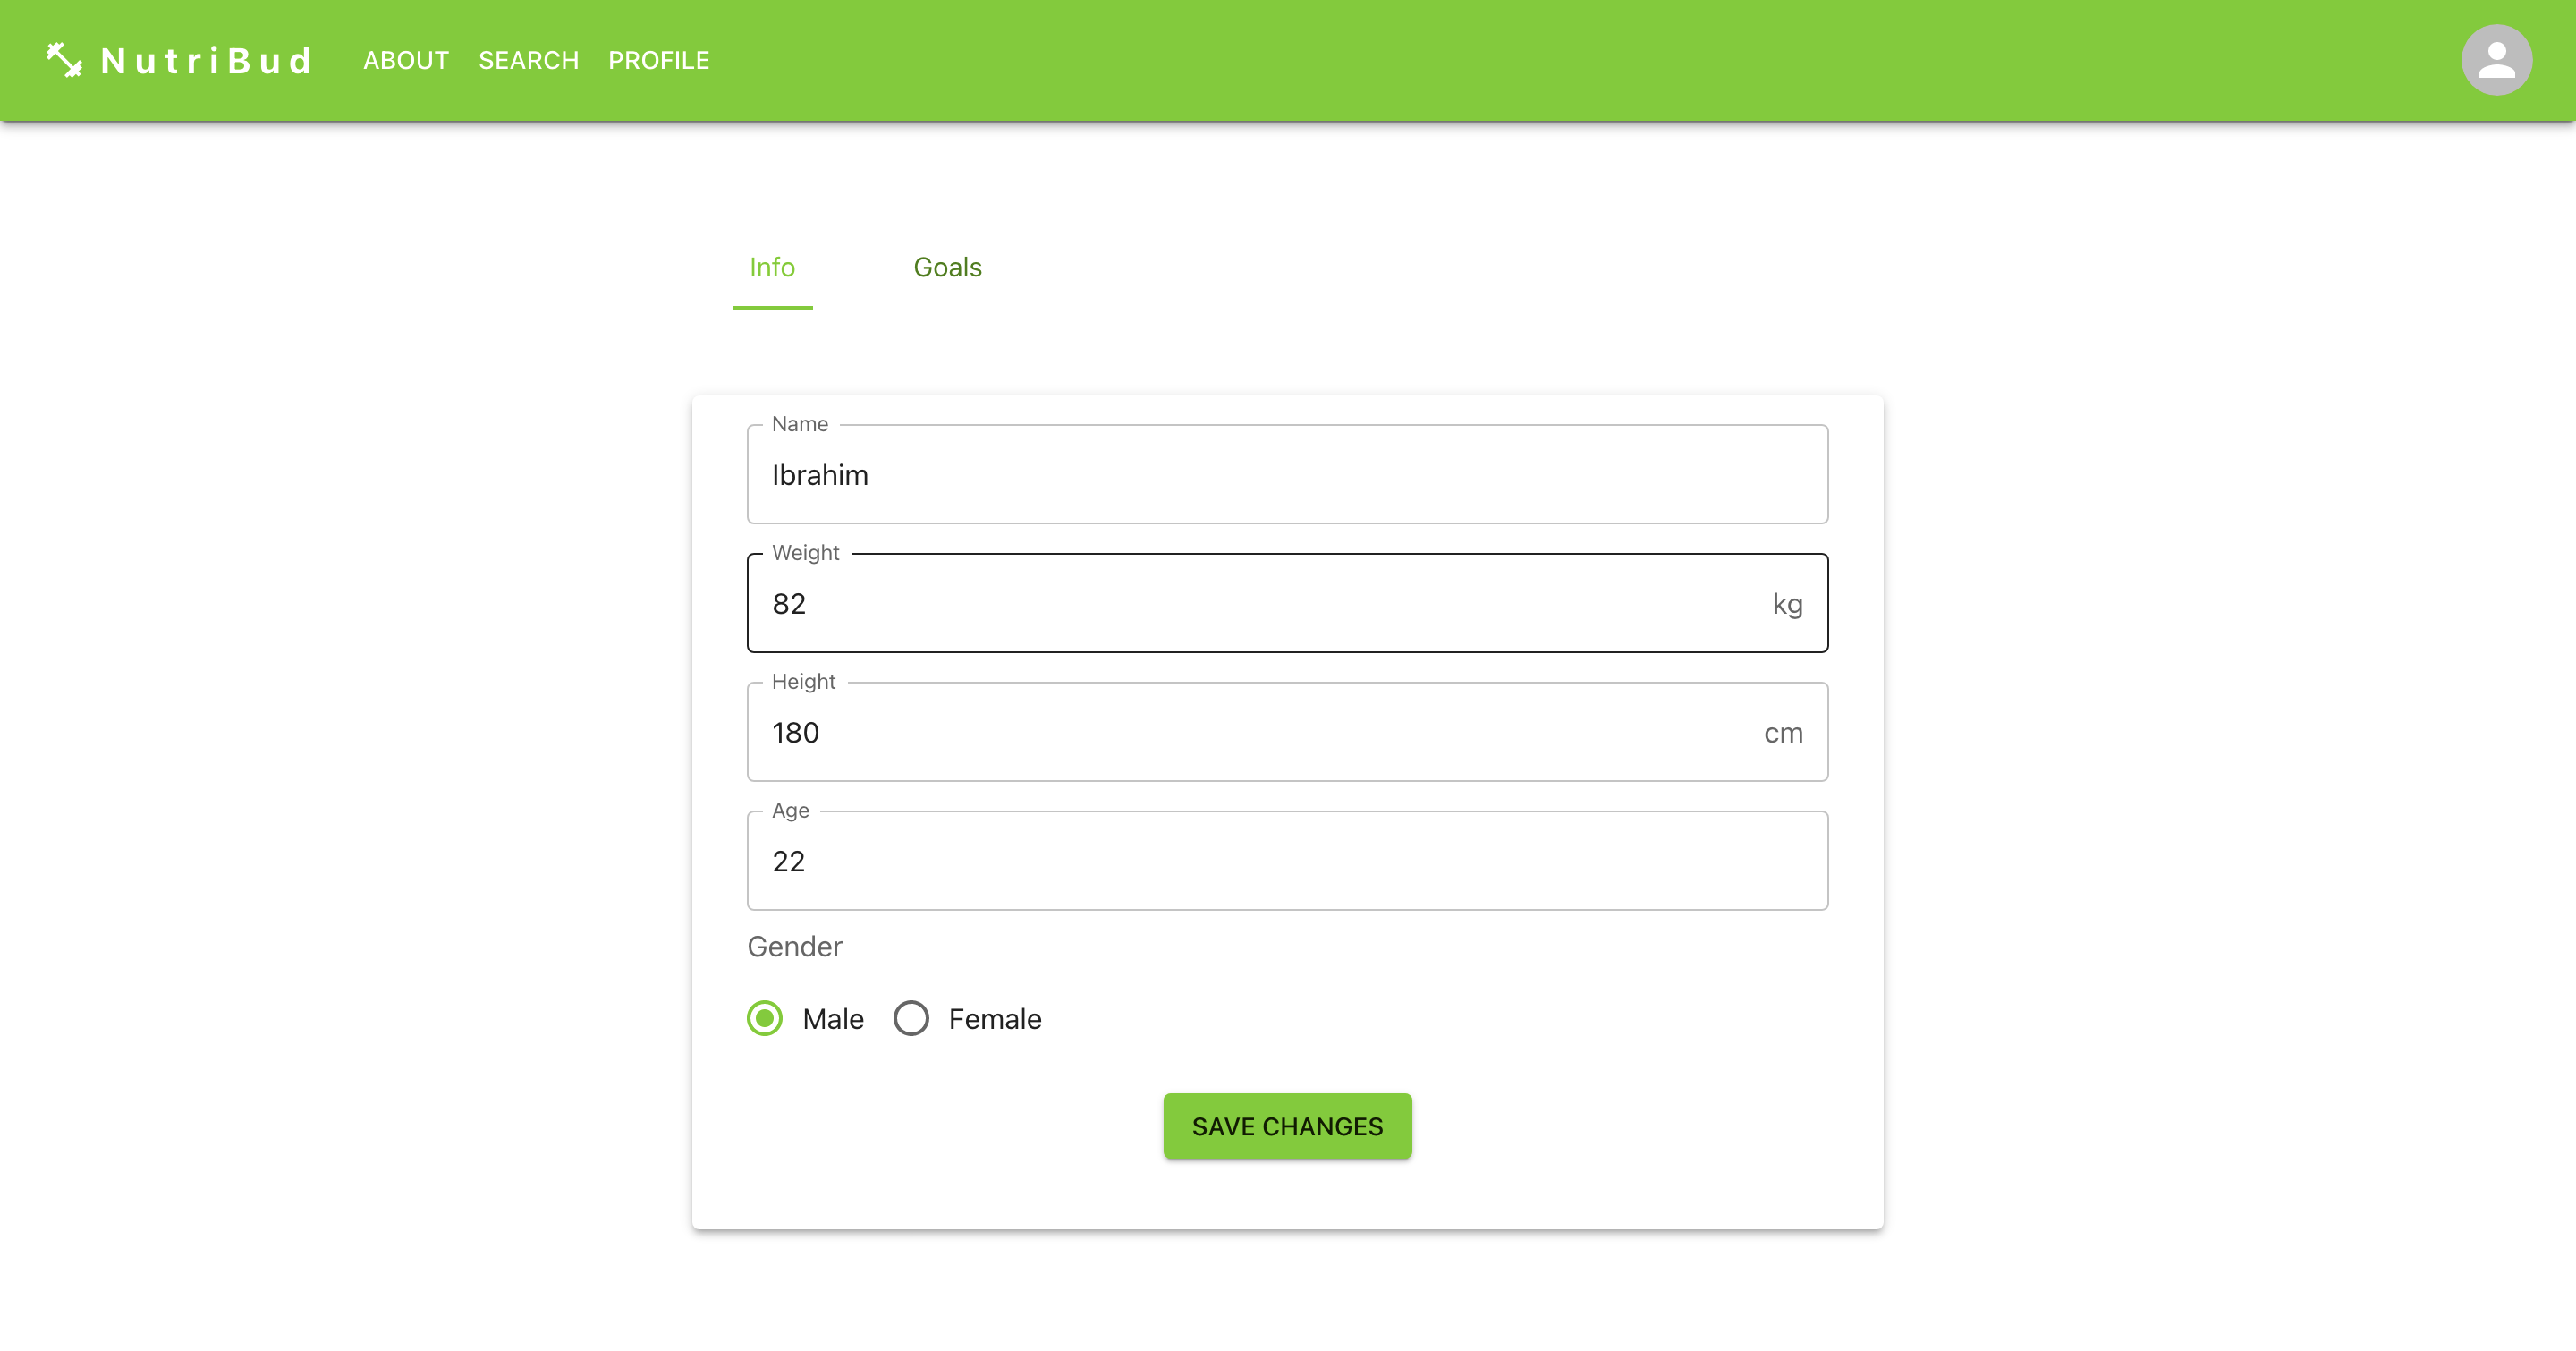 NutriBud ABOUT SEARCH PROFILE
Info Goals
Name
Ibrahim
Weight
82 kg
Height
180 cm
Age
22
Gender
Male Female
SAVE CHANGES